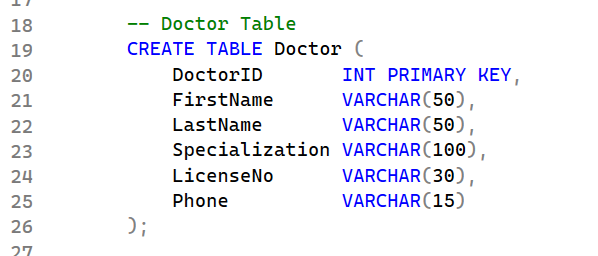 17
18 -- Doctor Table
19 CREATE TABLE Doctor (
20 DoctorID INT PRIMARY KEY,
21 FirstName VARCHAR(50),
22 LastName VARCHAR(50),
23 Specialization VARCHAR(100),
24 LicenseNo VARCHAR(30),
25 Phone VARCHAR(15)
26 );
27